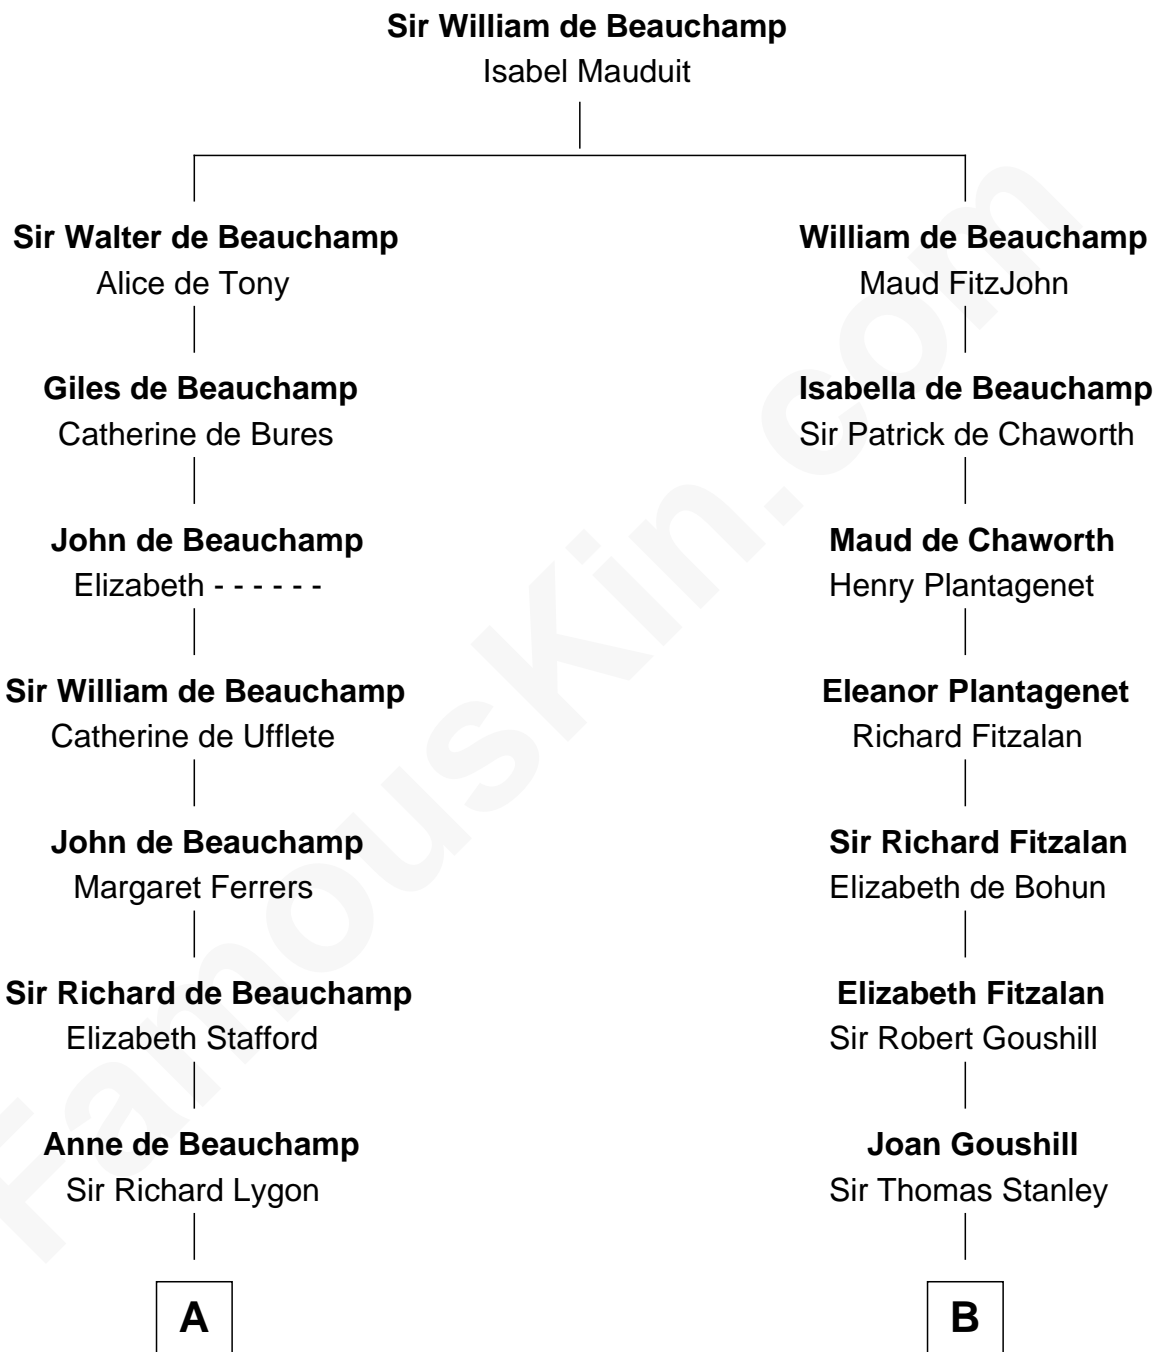 Sir William de Beauchamp
Isabel Mauduit
Sir Walter de Beauchamp
Alice de Tony
William de Beauchamp
Maud FitzJohn
Giles de Beauchamp
Catherine de Bures
Isabella de Beauchamp
Sir Patrick de Chaworth
John de Beauchamp
Elizabeth - - - - - -
Maud de Chaworth
Henry Plantagenet
Sir William de Beauchamp
Catherine de Ufflete
Eleanor Plantagenet
Richard Fitzalan
John de Beauchamp
Margaret Ferrers
Sir Richard Fitzalan
Elizabeth de Bohun
Sir Richard de Beauchamp
Elizabeth Stafford
Elizabeth Fitzalan
Sir Robert Goushill
Anne de Beauchamp
Sir Richard Lygon
Joan Goushill
Sir Thomas Stanley
A
B
FamousKin.com